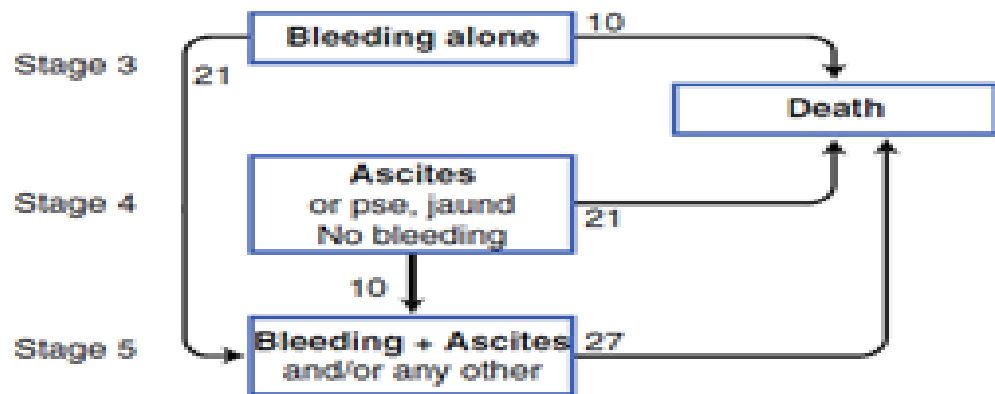 Stage 3
Bleeding alone
10
21
Death
Stage 4
Ascites
or pse, jaund
No bleeding
21
10
Stage 5
Bleeding + Ascites
and/or any other
27